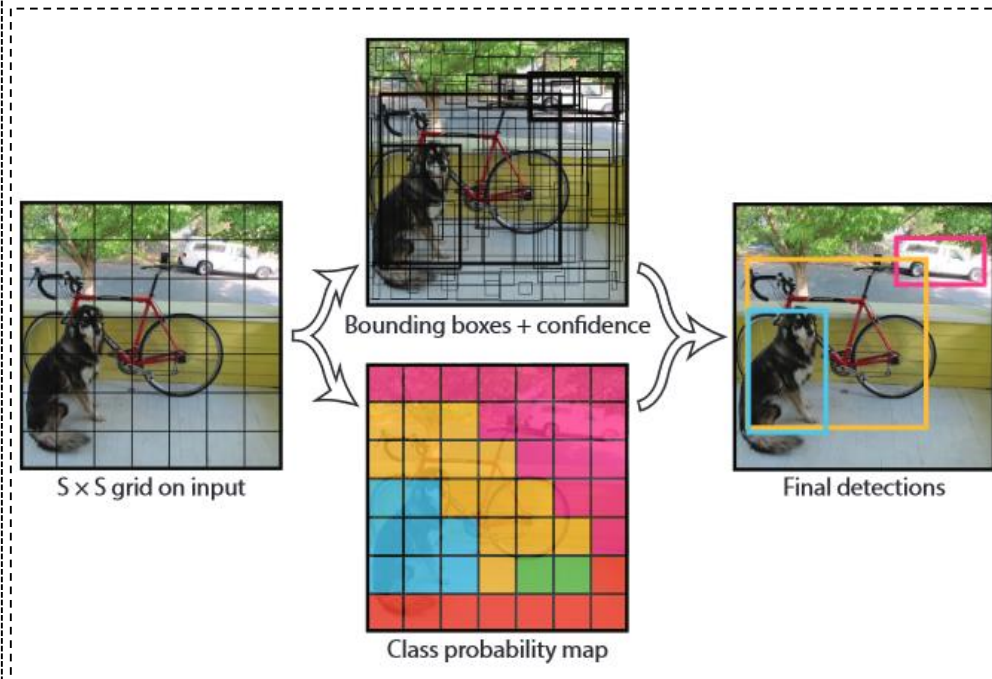 Bounding boxes + confidence
S × S grid on input
Final detections
Class probability map